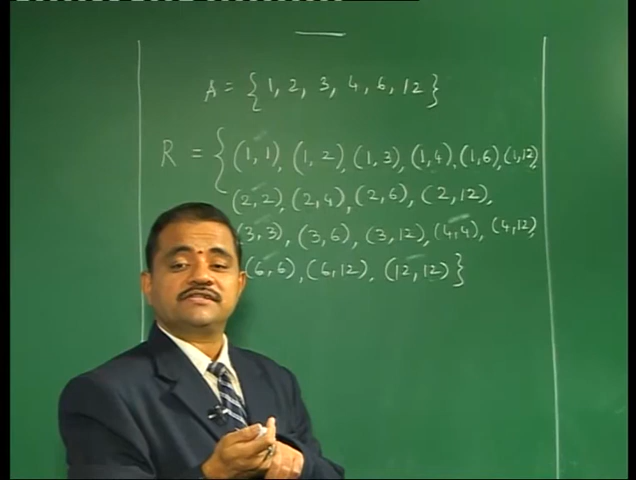 A = {1, 2, 3, 4, 6, 12}
R = {(1, 1), (1, 2), (1, 3), (1, 4), (1, 6), (1, 12),
(2, 2), (2, 4), (2, 6), (2, 12),
(3, 3), (3, 6), (3, 12), (4, 4), (4, 12),
(6, 6), (6, 12), (12, 12)}